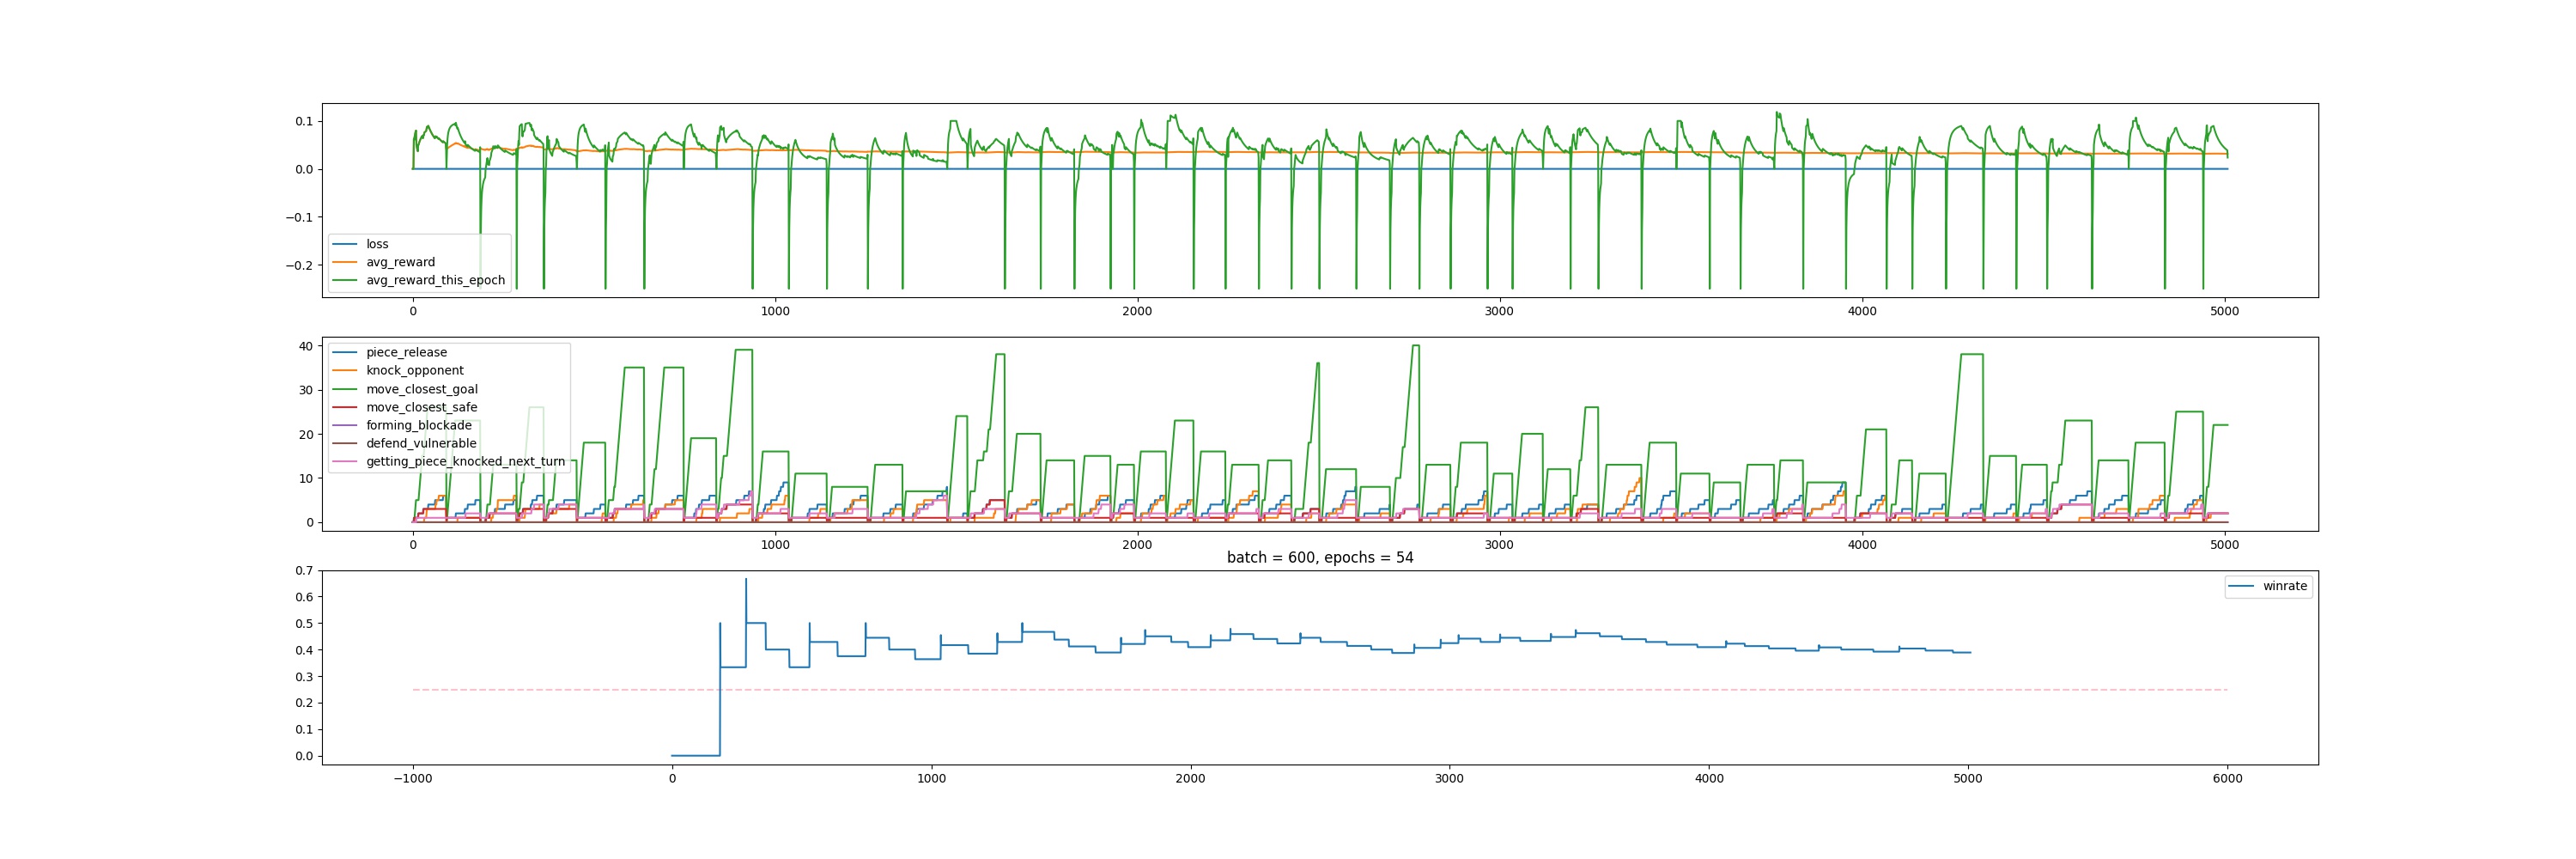 0.1
0.0
−0.1
−0.2
loss
avg_reward
avg_reward_this_epoch
0 1000 2000 3000 4000 5000
40
30
20
10
0
piece_release
knock_opponent
move_closest_goal
move_closest_safe
forming_blockade
defend_vulnerable
getting_piece_knocked_next_turn
0 1000 2000 3000 4000 5000
batch = 600, epochs = 54
0.7
0.6
0.5
0.4
0.3
0.2
0.1
0.0
winrate
−1000 0 1000 2000 3000 4000 5000 6000